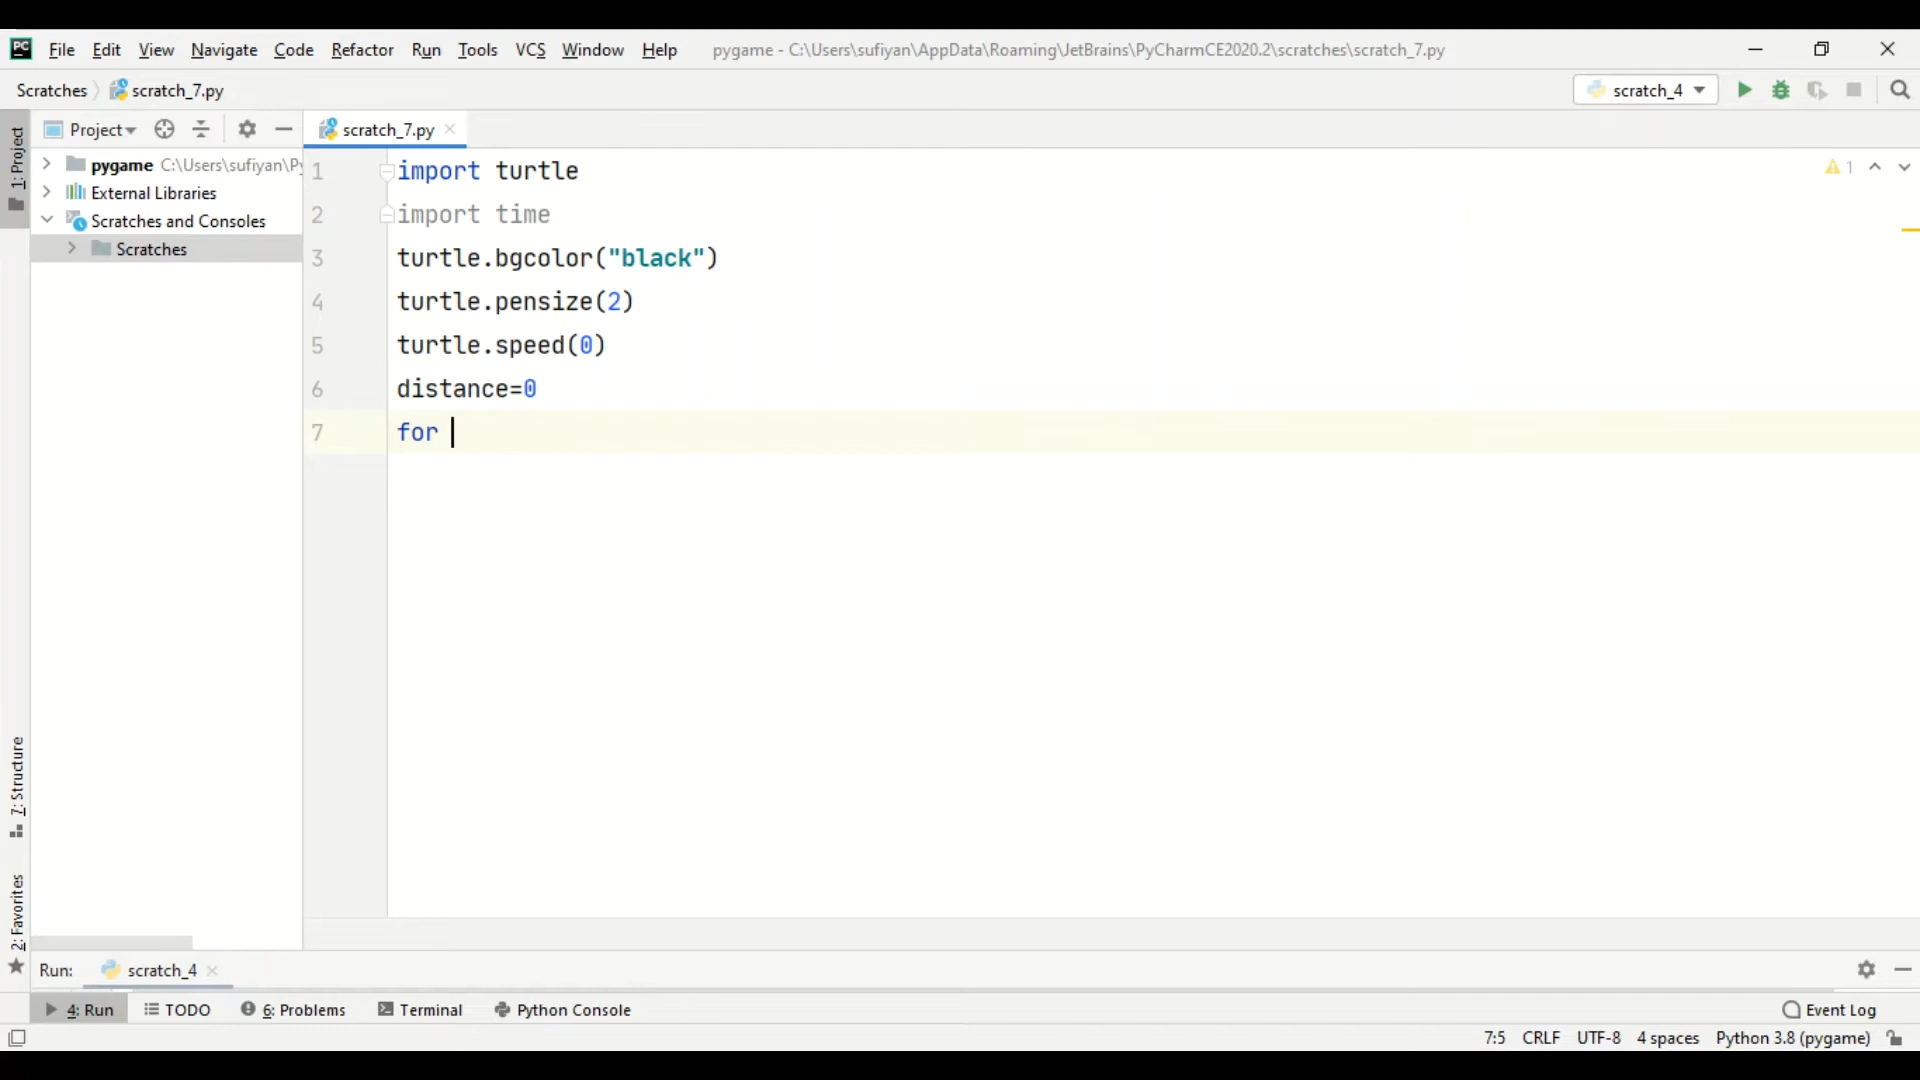 PC File Edit View Navigate Code Refactor Run Tools VCS Window Help pygame - C:\Users\sufiyan\AppData\Roaming\JetBrains\PyCharmCE2020.2\scratches\scratch_7.py
Scratches scratch_7.py scratch_4
Project scratch_7.py
1: Project
pygame C:\Users\sufiyan\Py
External Libraries
Scratches and Consoles
Scratches
1 import turtle
2 import time
3 turtle.bgcolor("black")
4 turtle.pensize(2)
5 turtle.speed(0)
6 distance=0
7 for
1
7: Structure
2: Favorites
Run: scratch_4
4: Run TODO 6: Problems Terminal Python Console Event Log
7:5 CRLF UTF-8 4 spaces Python 3.8 (pygame)